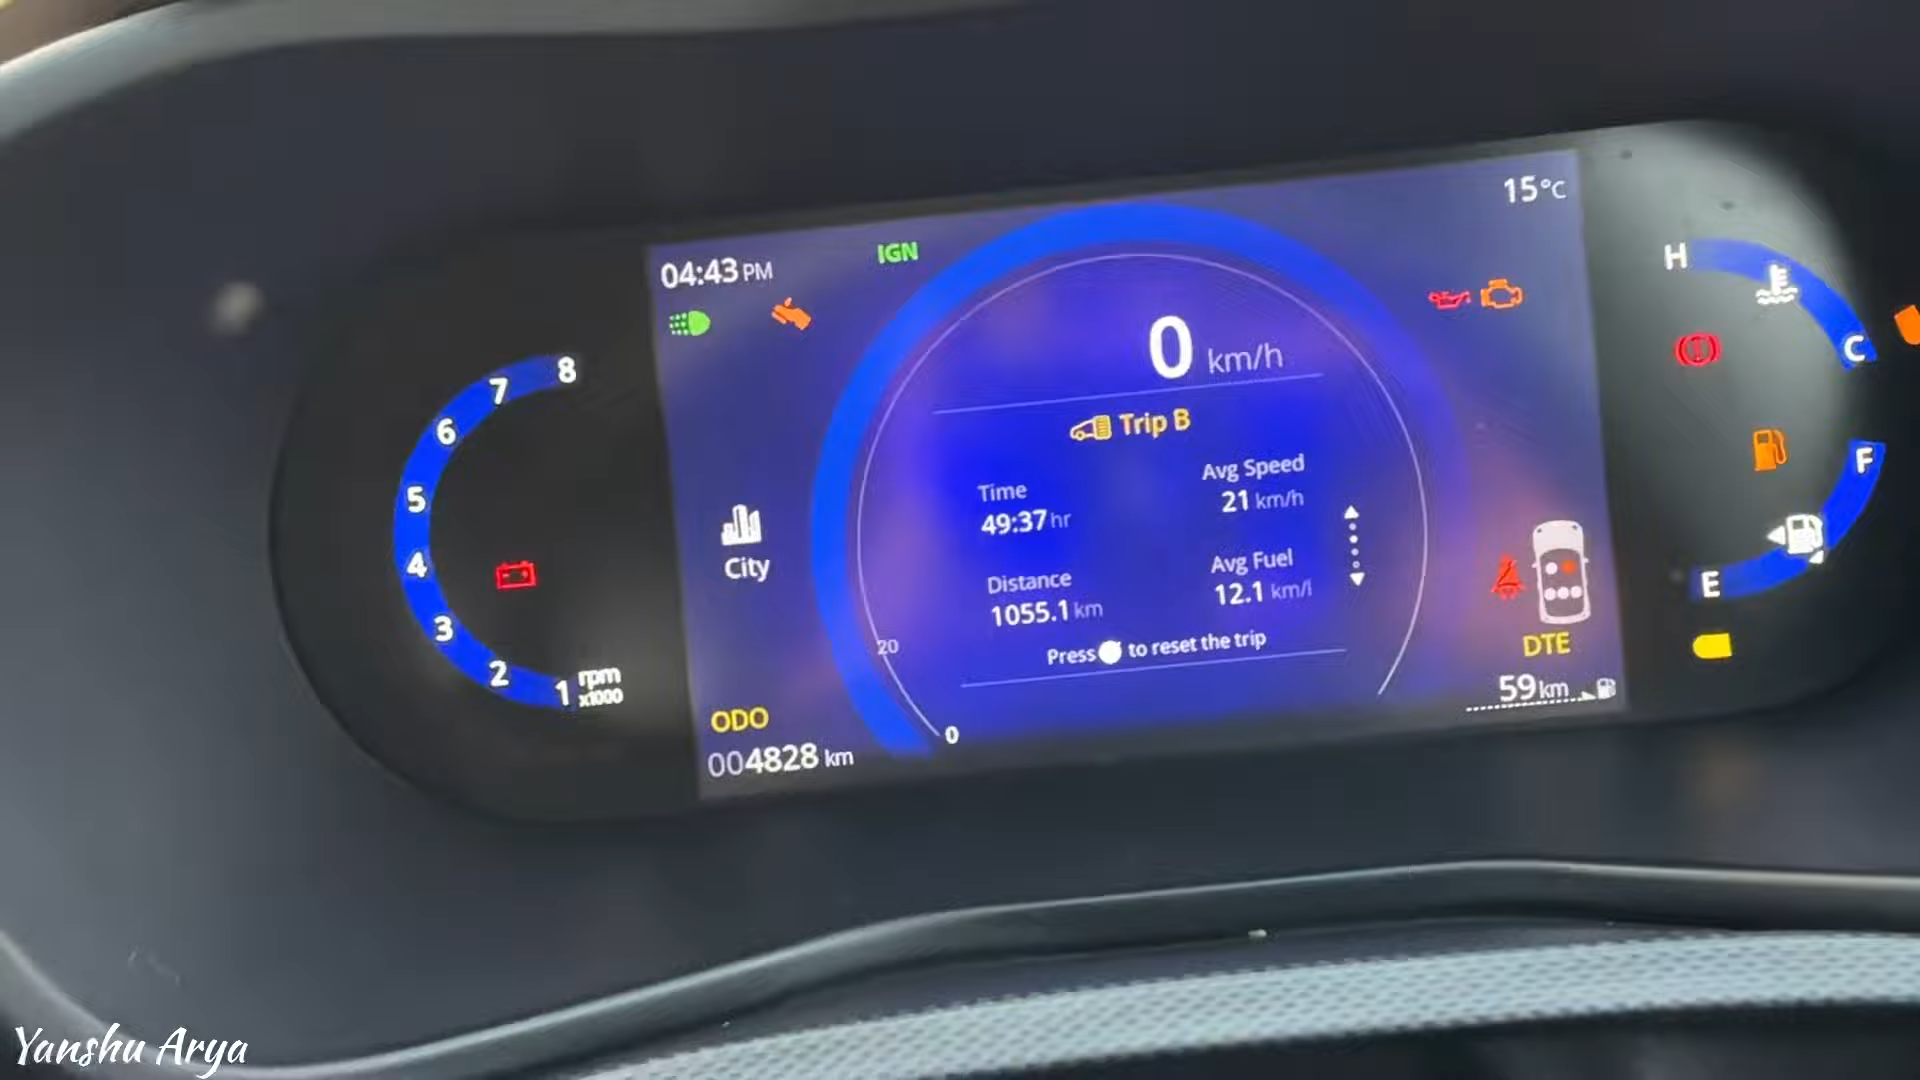 15°C
04:43 PM
IGN
H
C
0 km/h
Trip B
Time
49:37 hr
Avg Speed
21 km/h
Distance
1055.1 km
Avg Fuel
12.1 km/l
Press to reset the trip
20
0
8
7
6
5
4
3
2
1 rpm
x1000
City
ODO
004828 km
F
E
DTE
59 km
Yanshu Arya